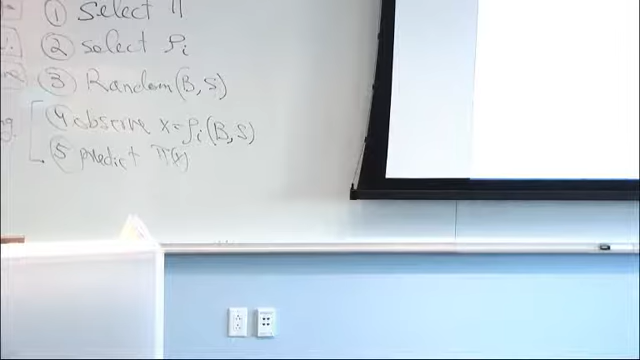 ① Select Π
② select ρi
③ Random (B, S)
④ observe x=ρi(B, S)
⑤ predict π(x)